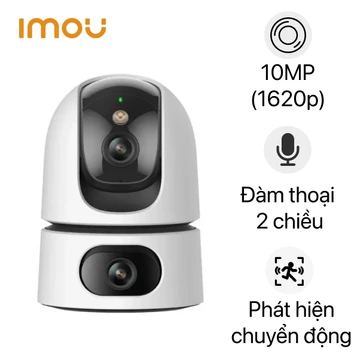 imou
10MP
(1620p)
Đàm thoại
2 chiều
Phát hiện
chuyển động